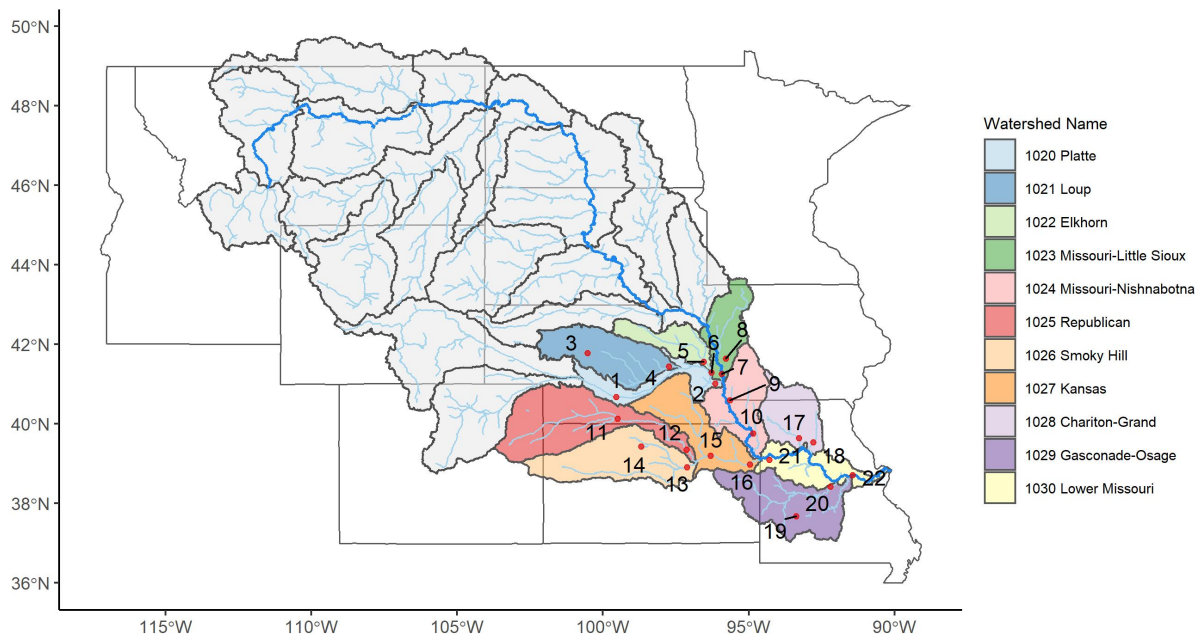 50°N
48°N
46°N
44°N
42°N
40°N
38°N
36°N
115°W
110°W
105°W
100°W
95°W
90°W
3
5
6
8
7
1
4
2
9
10
17
11
12
15
14
21
18
13
16
22
20
19
Watershed Name
1020 Platte
1021 Loup
1022 Elkhorn
1023 Missouri-Little Sioux
1024 Missouri-Nishnabotna
1025 Republican
1026 Smoky Hill
1027 Kansas
1028 Chariton-Grand
1029 Gasconade-Osage
1030 Lower Missouri